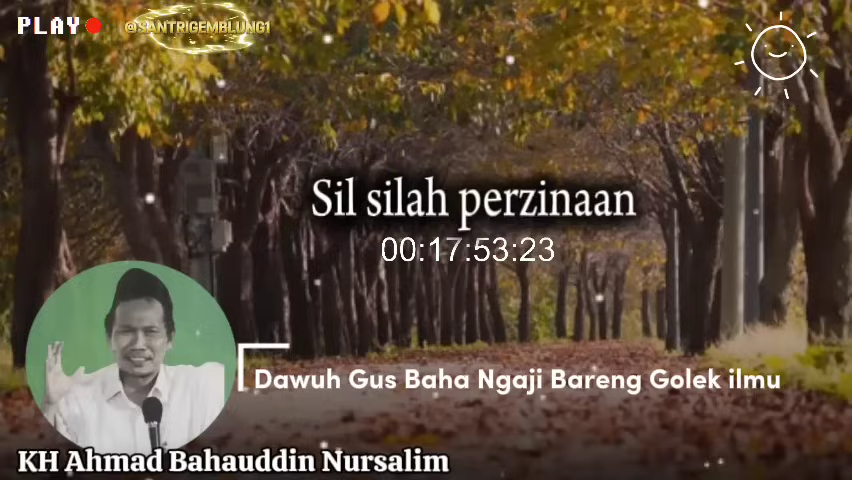 PLAY
@SANTRIGEMBLUNG1
Sil silah perzinaan
00:17:53:23
Dawuh Gus Baha Ngaji Bareng Golek ilmu
KH Ahmad Bahauddin Nursalim